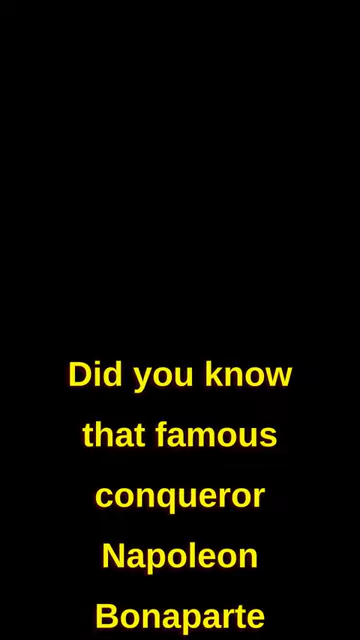 Did you know
that famous
conqueror
Napoleon
Bonaparte